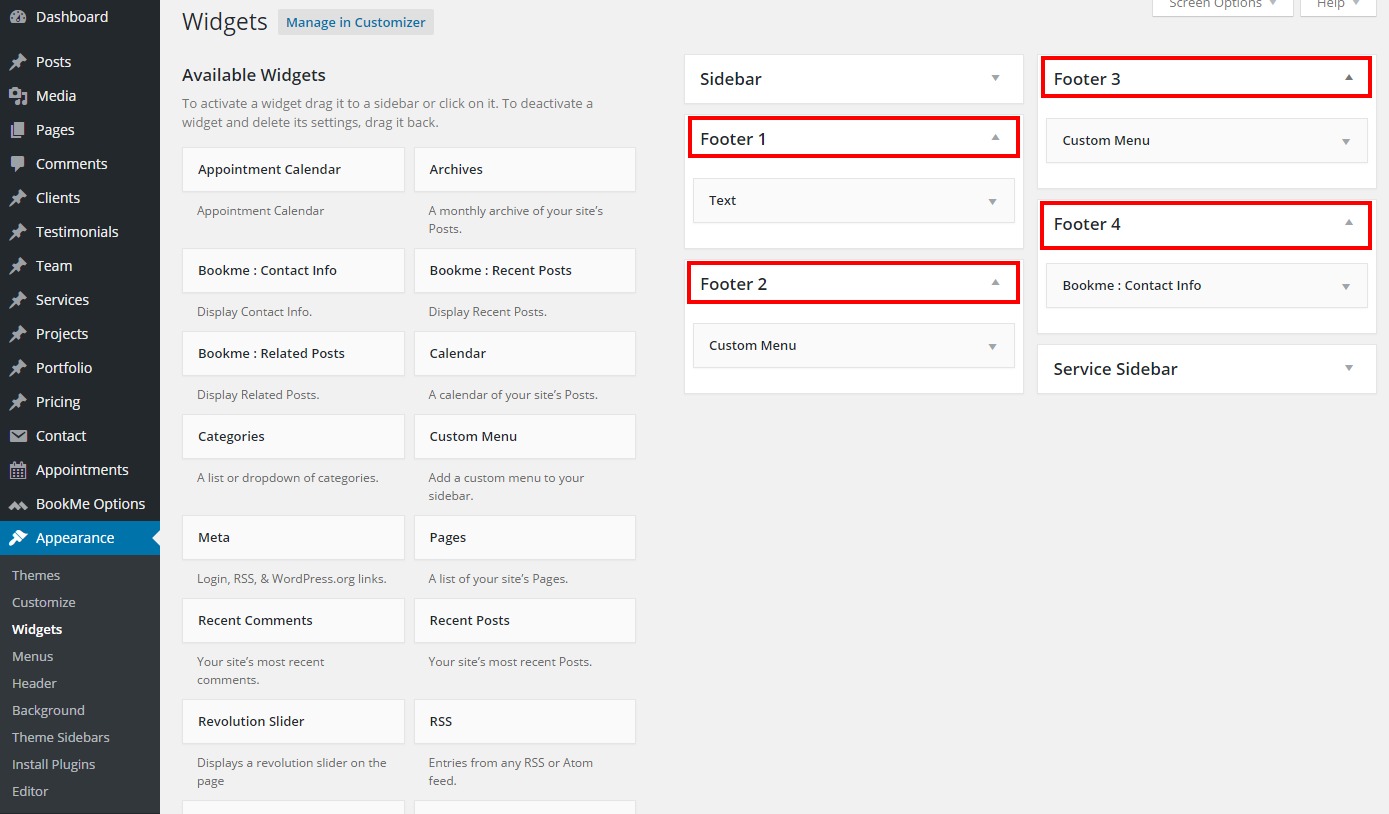 Dashboard
Posts
Media
Pages
Comments
Clients
Testimonials
Team
Services
Projects
Portfolio
Pricing
Contact
Appointments
BookMe Options
Appearance
Themes
Customize
Widgets
Menus
Header
Background
Theme Sidebars
Install Plugins
Editor
Screen Options
Help
Widgets
Manage in Customizer
Available Widgets
To activate a widget drag it to a sidebar or click on it. To deactivate a
widget and delete its settings, drag it back.
Appointment Calendar
Appointment Calendar
Archives
A monthly archive of your site’s
Posts.
Bookme : Contact Info
Display Contact Info.
Bookme : Recent Posts
Display Recent Posts.
Bookme : Related Posts
Display Related Posts.
Calendar
A calendar of your site’s Posts.
Categories
A list or dropdown of categories.
Custom Menu
Add a custom menu to your
sidebar.
Meta
Login, RSS, & WordPress.org links.
Pages
A list of your site’s Pages.
Recent Comments
Your site’s most recent
comments.
Recent Posts
Your site’s most recent Posts.
Revolution Slider
Displays a revolution slider on the
page
RSS
Entries from any RSS or Atom
feed.
Sidebar
Footer 1
Text
Footer 2
Custom Menu
Footer 3
Custom Menu
Footer 4
Bookme : Contact Info
Service Sidebar